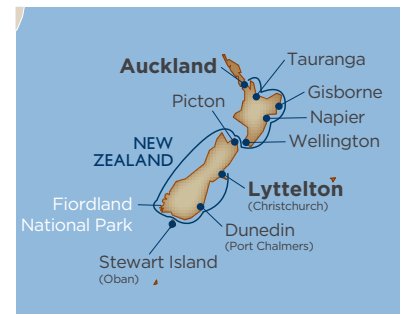 Auckland
Tauranga
Gisborne
Picton
Napier
NEW
ZEALAND
Wellington
Lyttelton
(Christchurch)
Fiordland
National Park
Dunedin
(Port Chalmers)
Stewart Island
(Oban)